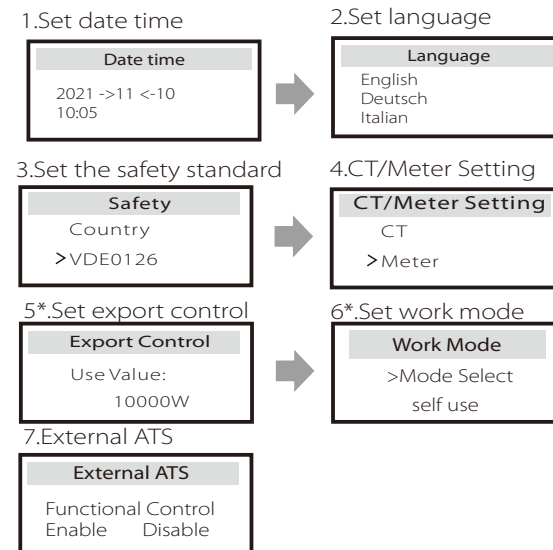 1.Set date time
Date time
2021 ->11 <-10
10:05
2.Set language
Language
English
Deutsch
Italian
3.Set the safety standard
Safety
Country
>VDE0126
4.CT/Meter Setting
CT/Meter Setting
CT
>Meter
5*.Set export control
Export Control
Use Value:
10000W
6*.Set work mode
Work Mode
>Mode Select
self use
7.External ATS
External ATS
Functional Control
Enable Disable